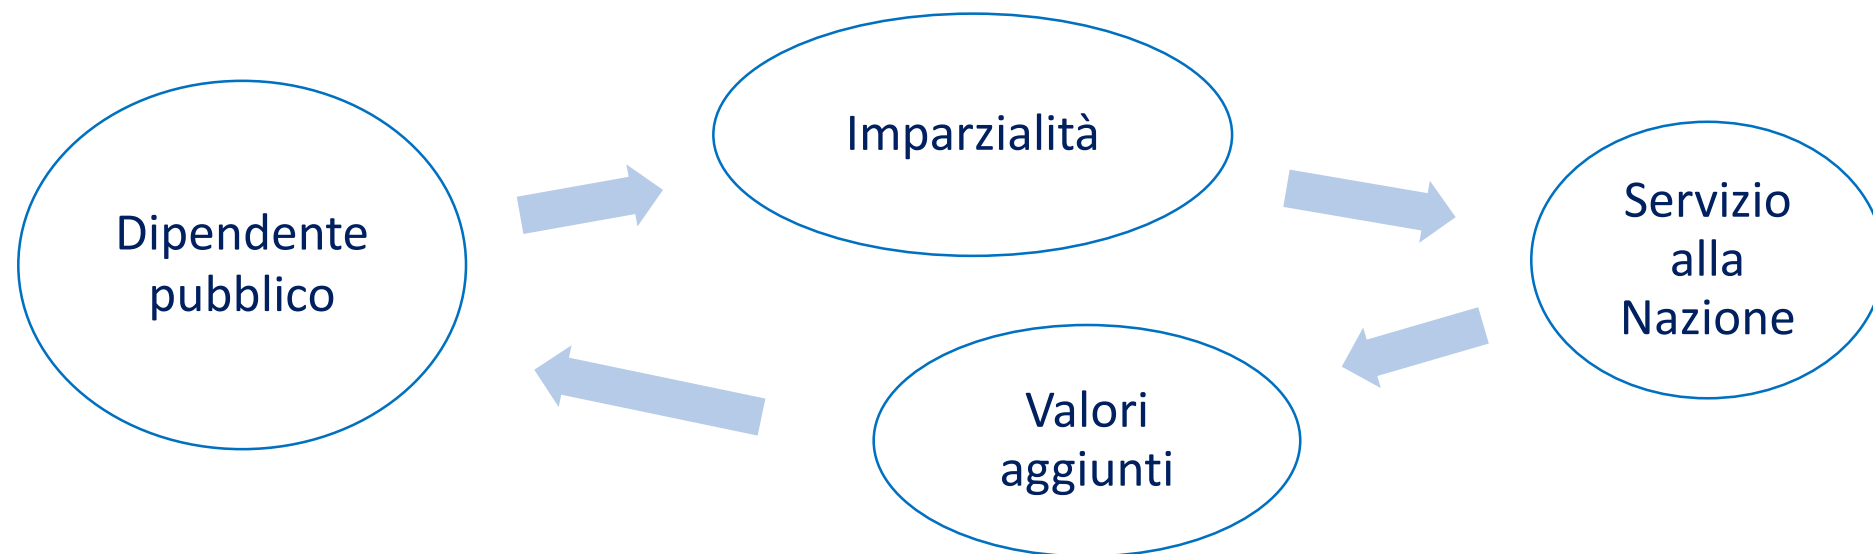 Dipendente
pubblico
Imparzialità
Servizio
alla
Nazione
Valori
aggiunti